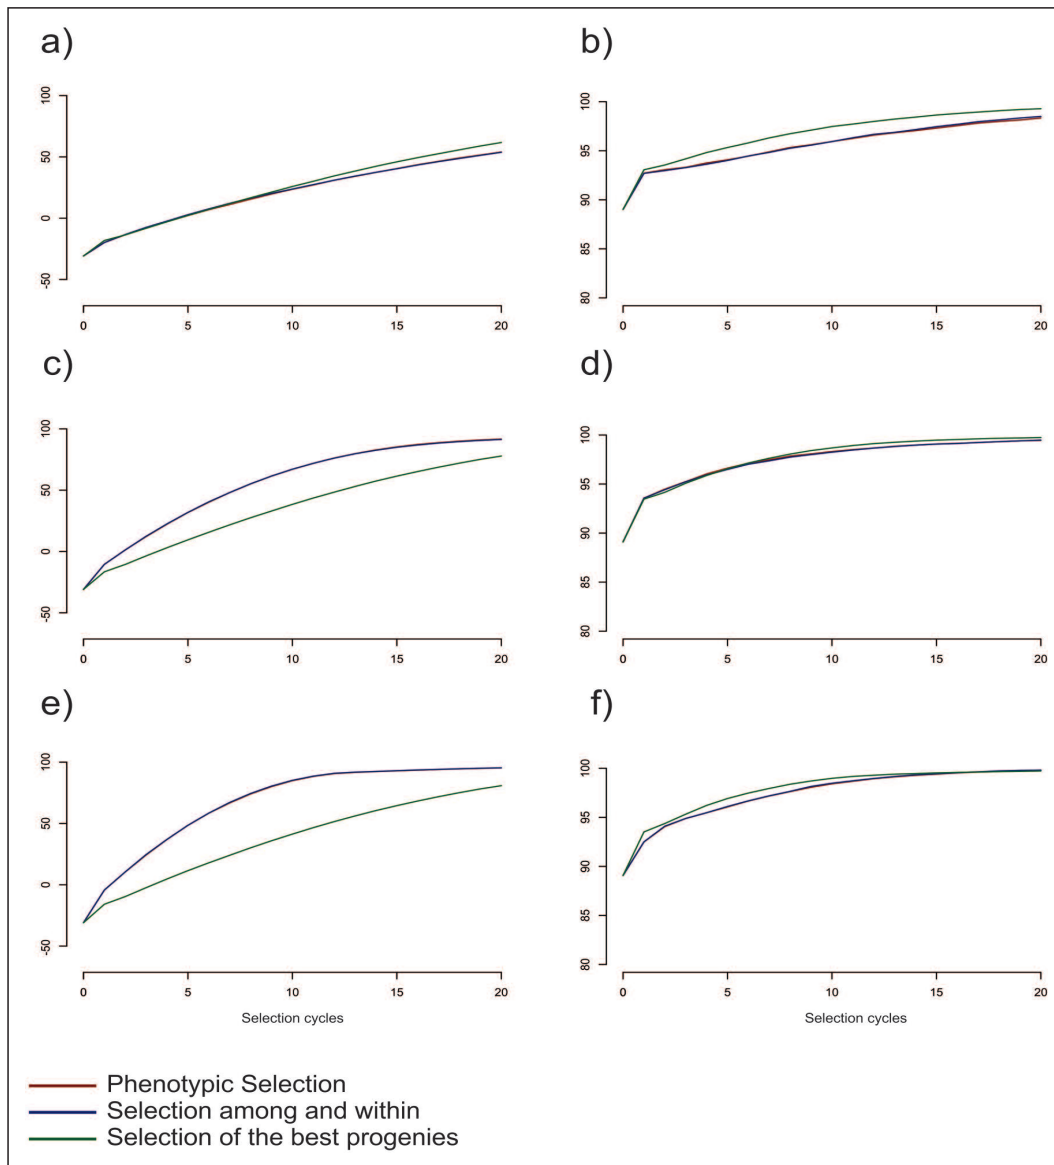 a)
100
50
0
-50
0 5 10 15 20
b)
100
95
90
85
80
0 5 10 15 20
c)
100
50
0
-50
0 5 10 15 20
d)
100
95
90
85
80
0 5 10 15 20
e)
100
50
0
-50
0 5 10 15 20
Selection cycles
f)
100
95
90
85
80
0 5 10 15 20
Selection cycles
Phenotypic Selection
Selection among and within
Selection of the best progenies